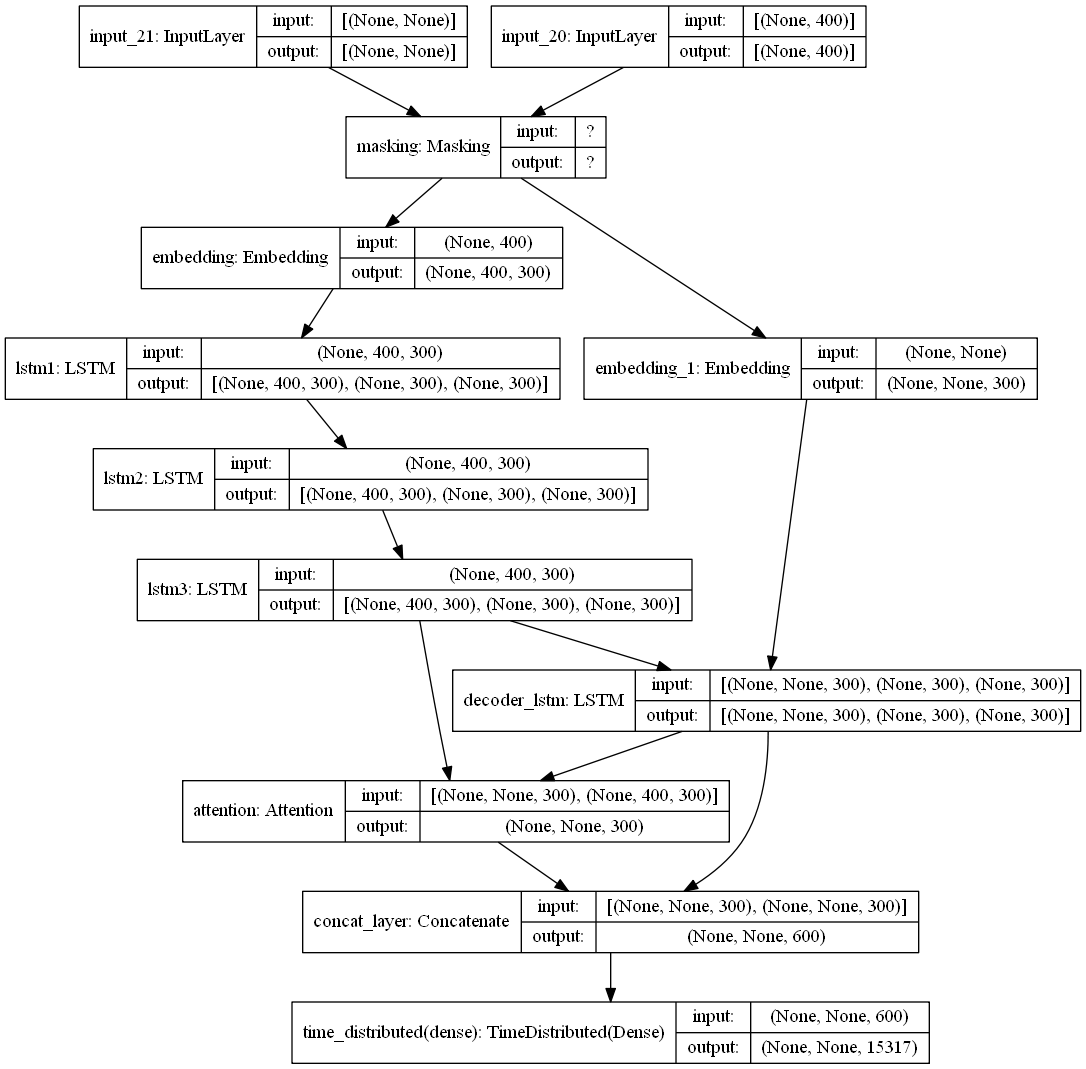 input_21: InputLayer
input: [(None, None)]
output: [(None, None)]
input_20: InputLayer
input: [(None, 400)]
output: [(None, 400)]
masking: Masking
input: ?
output: ?
embedding: Embedding
input: (None, 400)
output: (None, 400, 300)
lstm1: LSTM
input: (None, 400, 300)
output: [(None, 400, 300), (None, 300), (None, 300)]
embedding_1: Embedding
input: (None, None)
output: (None, None, 300)
lstm2: LSTM
input: (None, 400, 300)
output: [(None, 400, 300), (None, 300), (None, 300)]
lstm3: LSTM
input: (None, 400, 300)
output: [(None, 400, 300), (None, 300), (None, 300)]
decoder_lstm: LSTM
input: [(None, None, 300), (None, 300), (None, 300)]
output: [(None, None, 300), (None, 300), (None, 300)]
attention: Attention
input: [(None, None, 300), (None, 400, 300)]
output: (None, None, 300)
concat_layer: Concatenate
input: [(None, None, 300), (None, None, 300)]
output: (None, None, 600)
time_distributed(dense): TimeDistributed(Dense)
input: (None, None, 600)
output: (None, None, 15317)